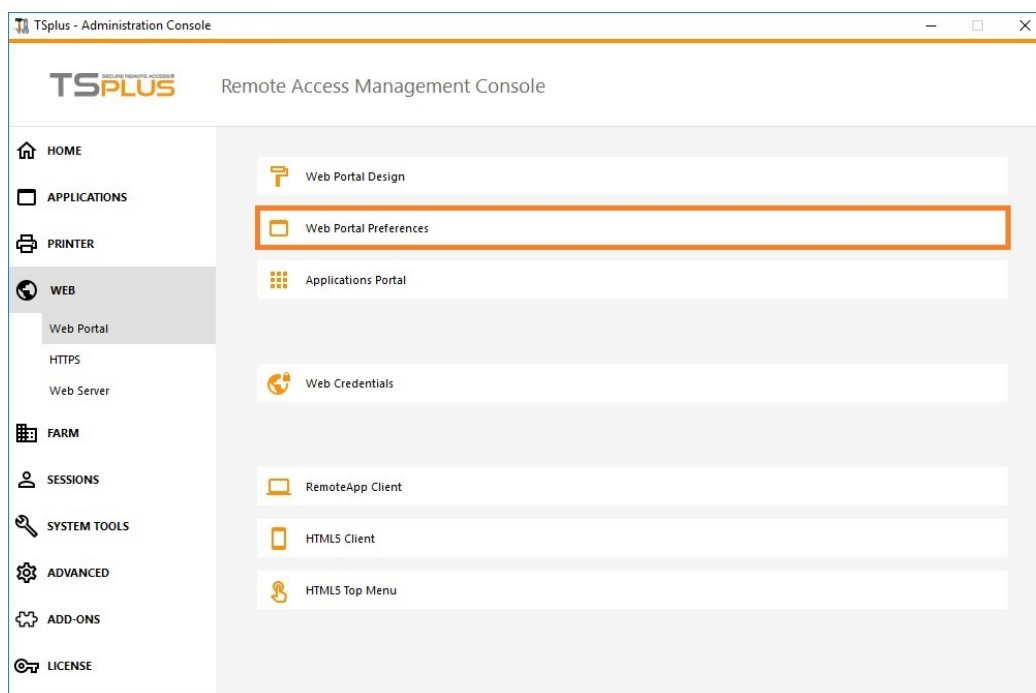 TSplus - Administration Console
TSPLUS
SECURE REMOTE ACCESS®
Remote Access Management Console
HOME
APPLICATIONS
PRINTER
WEB
Web Portal
HTTPS
Web Server
FARM
SESSIONS
SYSTEM TOOLS
ADVANCED
ADD-ONS
LICENSE
Web Portal Design
Web Portal Preferences
Applications Portal
Web Credentials
RemoteApp Client
HTML5 Client
HTML5 Top Menu